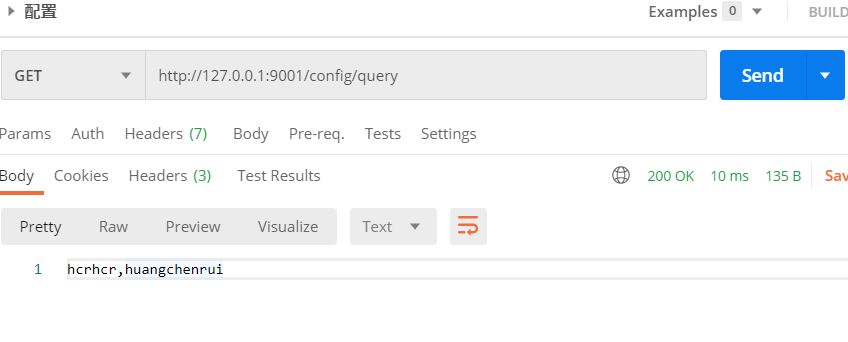 配置 Examples 0 BUILD
GET http://127.0.0.1:9001/config/query Send
Params Auth Headers (7) Body Pre-req. Tests Settings
Body Cookies Headers (3) Test Results 200 OK 10 ms 135 B Sav
Pretty Raw Preview Visualize Text
1 hcrhcr,huangchenrui